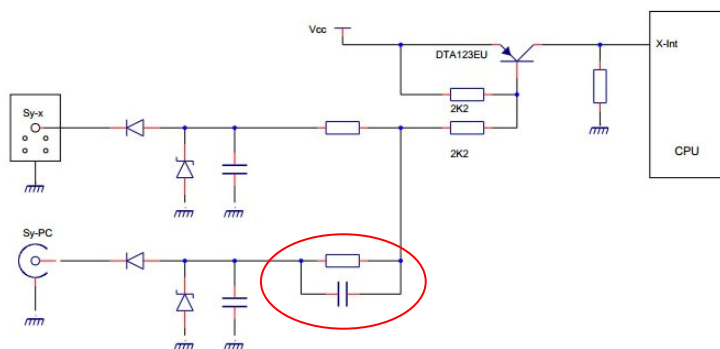 Vcc
DTA123EU
X-Int
2K2
2K2
CPU
Sy-x
Sy-PC